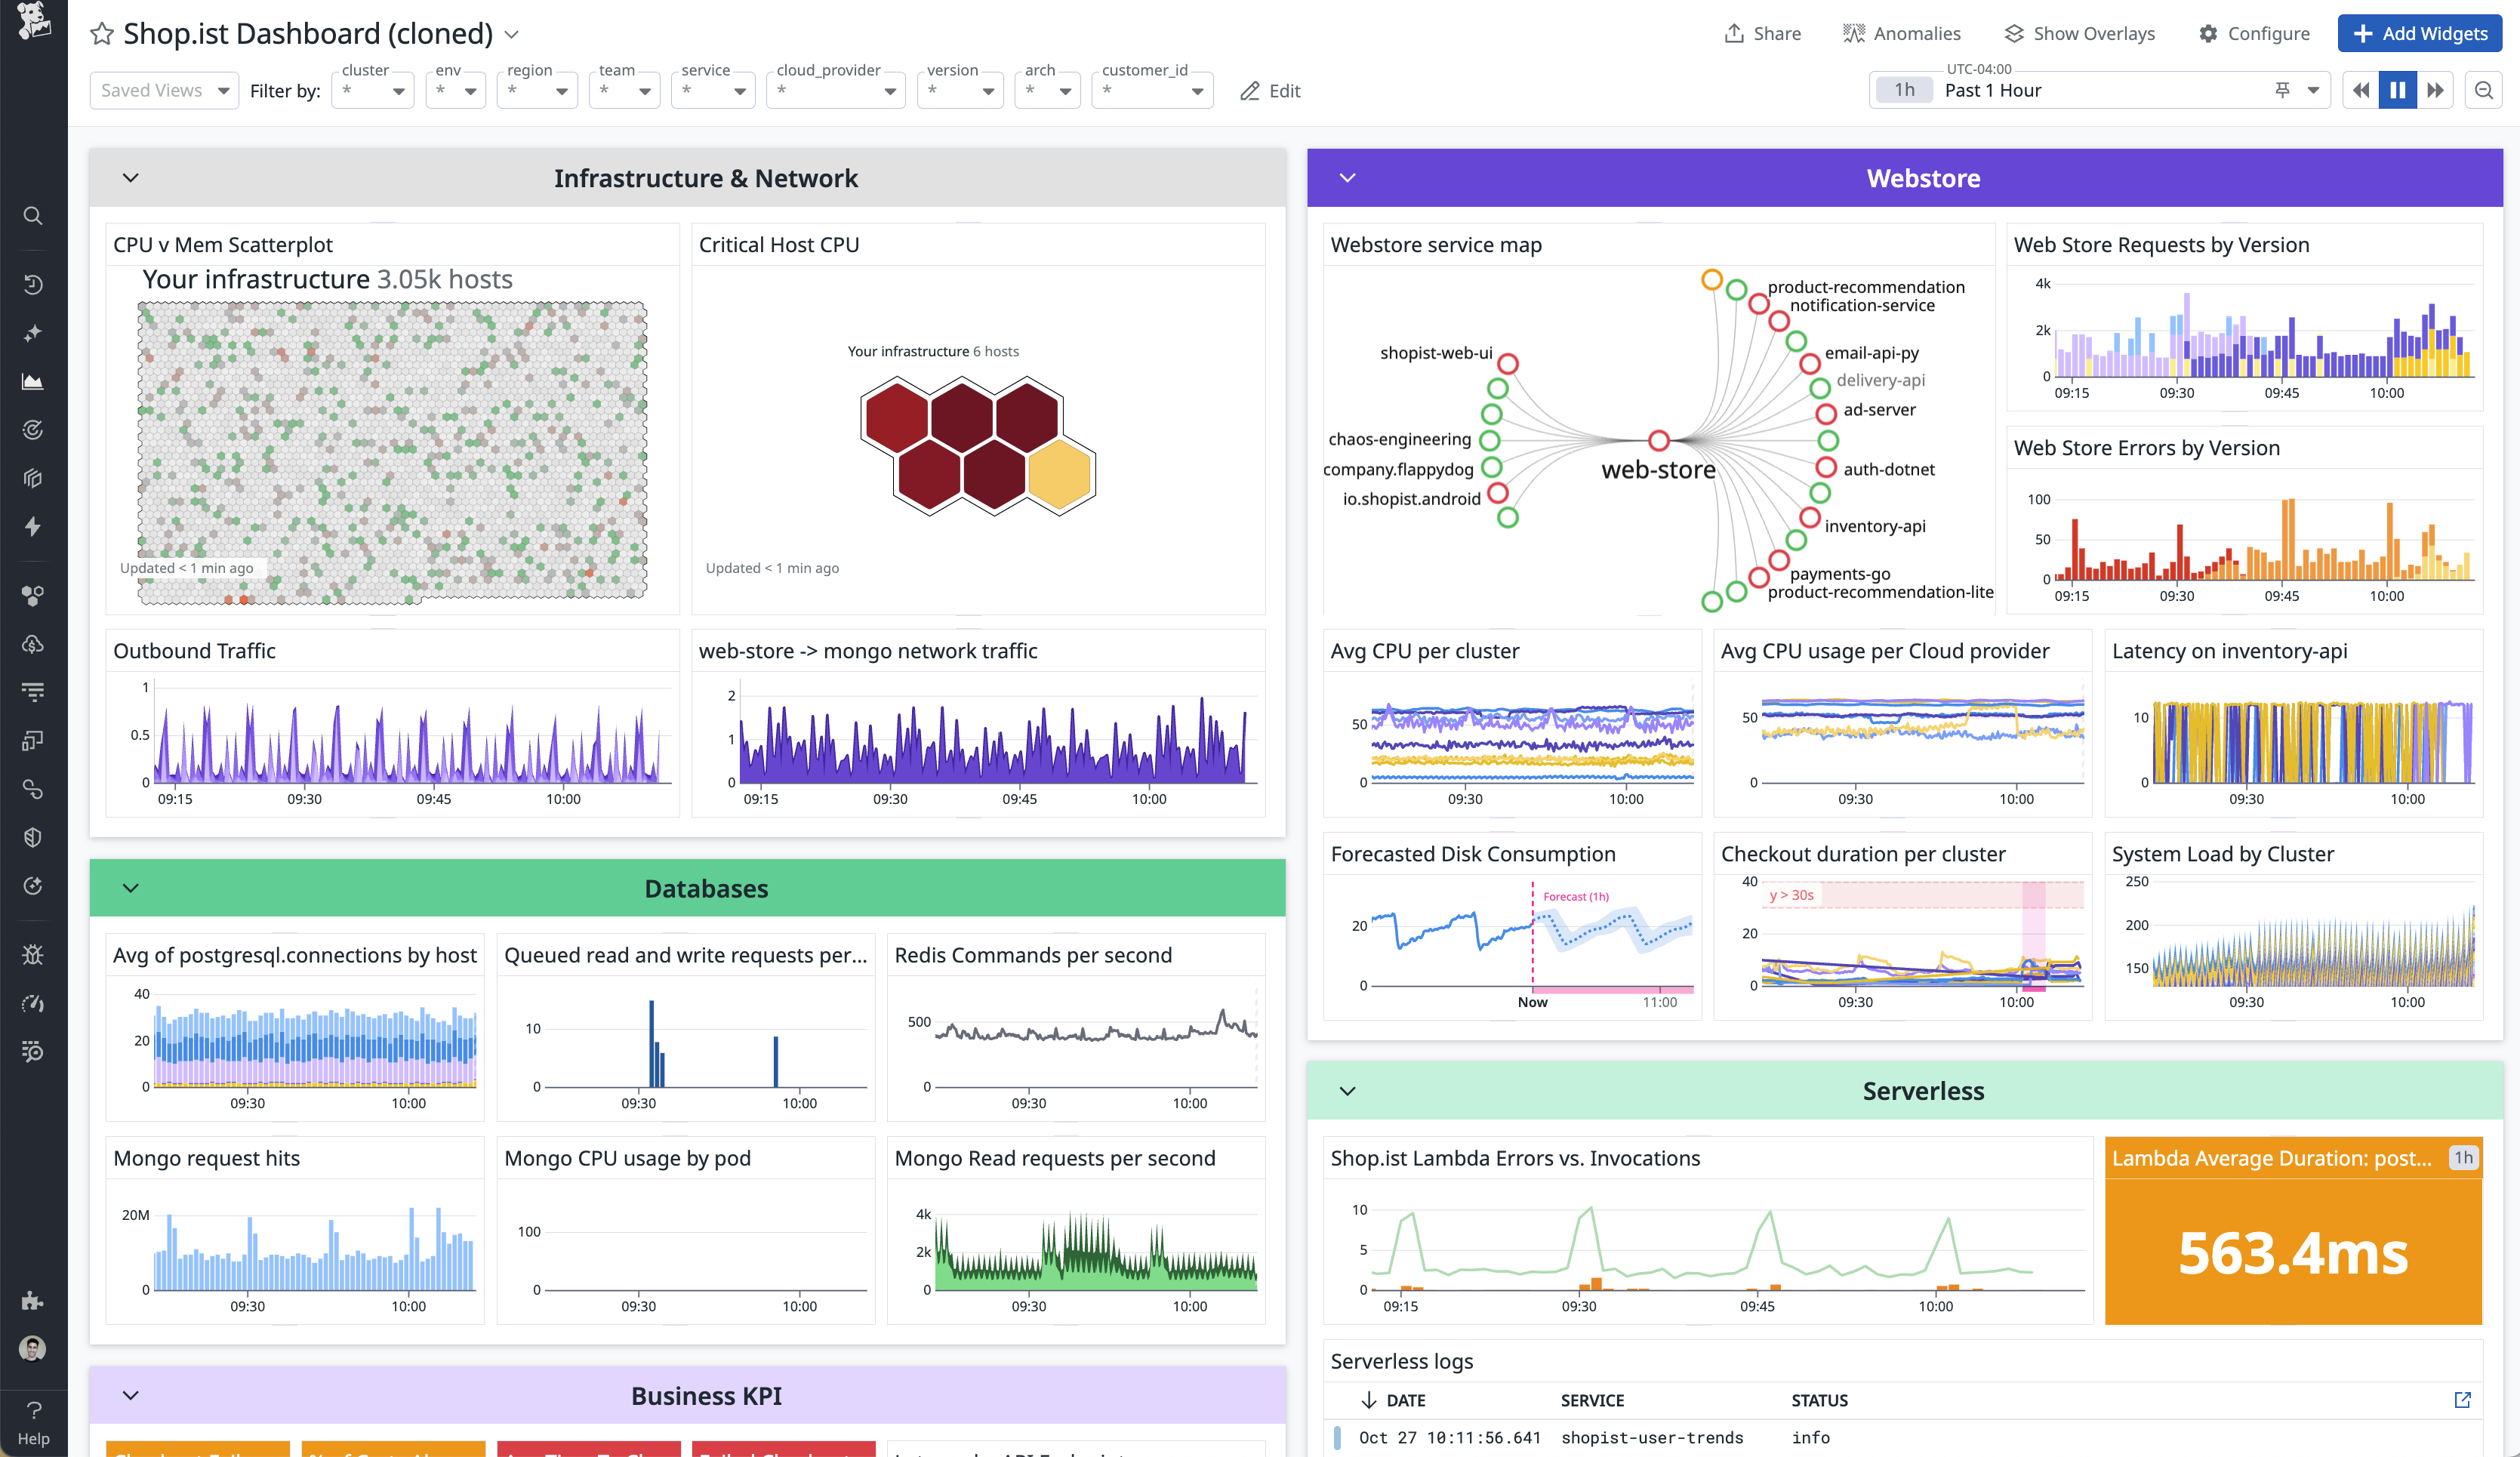 Shop.ist Dashboard (cloned)
Share
Anomalies
Show Overlays
Configure
Add Widgets
Saved Views
Filter by:
cluster
*
env
*
region
*
team
*
service
*
cloud_provider
*
version
*
arch
*
customer_id
*
Edit
UTC-04:00
1h
Past 1 Hour
Infrastructure & Network
CPU v Mem Scatterplot
Your infrastructure 3.05k hosts
Updated < 1 min ago
Critical Host CPU
Your infrastructure 6 hosts
Updated < 1 min ago
Outbound Traffic
1
0.5
0
09:15 09:30 09:45 10:00
web-store -> mongo network traffic
2
1
0
09:15 09:30 09:45 10:00
Databases
Avg of postgresql.connections by host
40
20
0
09:30 10:00
Queued read and write requests per...
10
0
09:30 10:00
Redis Commands per second
500
0
09:30 10:00
Mongo request hits
20M
0
09:30 10:00
Mongo CPU usage by pod
100
0
09:30 10:00
Mongo Read requests per second
4k
2k
0
09:30 10:00
Business KPI
Webstore
Webstore service map
product-recommendation
notification-service
shopist-web-ui
email-api-py
delivery-api
ad-server
chaos-engineering
company.flappydog
web-store
auth-dotnet
io.shopist.android
inventory-api
payments-go
product-recommendation-lite
Web Store Requests by Version
4k
2k
0
09:15 09:30 09:45 10:00
Web Store Errors by Version
100
50
0
09:15 09:30 09:45 10:00
Avg CPU per cluster
50
0
09:30 10:00
Avg CPU usage per Cloud provider
50
0
09:30 10:00
Latency on inventory-api
10
0
09:30 10:00
Forecasted Disk Consumption
Forecast (1h)
20
0
Now 11:00
Checkout duration per cluster
40
y > 30s
20
0
09:30 10:00
System Load by Cluster
250
200
150
09:30 10:00
Serverless
Shop.ist Lambda Errors vs. Invocations
10
5
0
09:15 09:30 09:45 10:00
Lambda Average Duration: post... 1h
563.4ms
Serverless logs
DATE SERVICE STATUS
Oct 27 10:11:56.641 shopist-user-trends info
Help